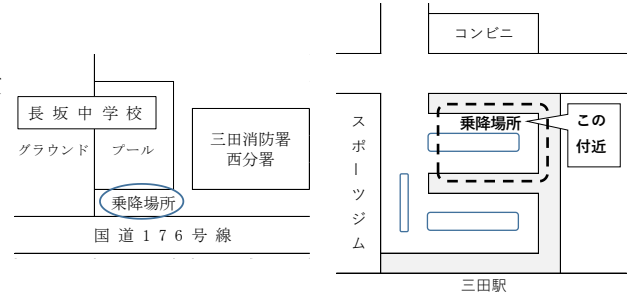 長坂中学校
グラウンド
プール
三田消防署
西分署
乗降場所
国道176号線
コンビニ
スポーツジム
乗降場所
この
付近
三田駅